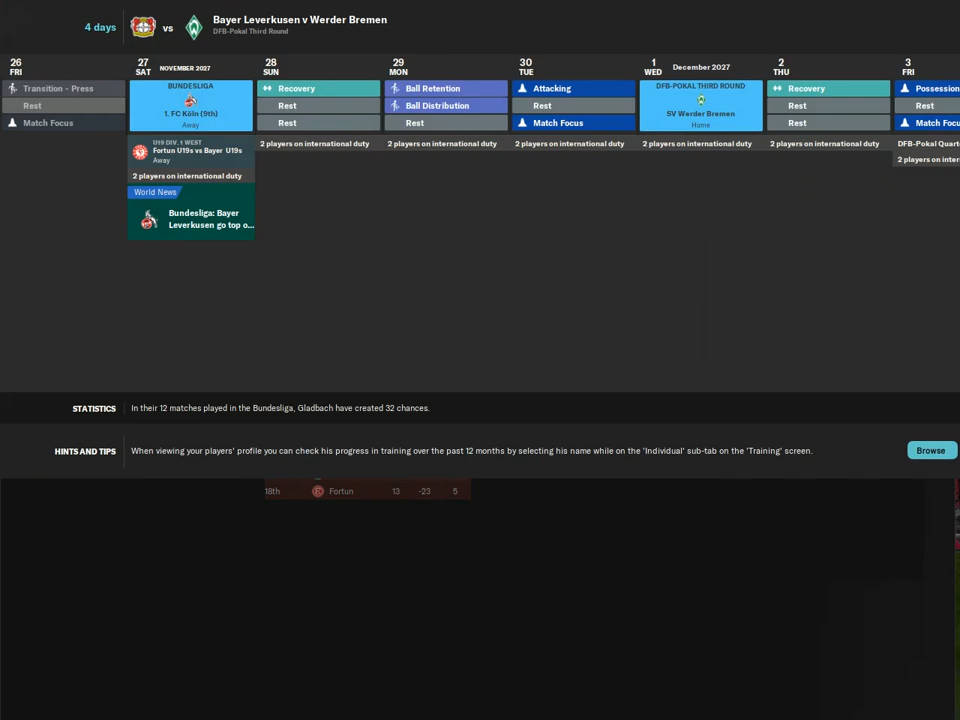 4 days vs Bayer Leverkusen v Werder Bremen
DFB-Pokal Third Round
26 27 28 29 30 1 2 3
FRI SAT NOVEMBER 2027 SUN MON TUE WED December 2027 THU FRI
Transition - Press
Rest
Match Focus
BUNDESLIGA
1. FC Köln (9th)
Away
U19 DIV. 1 WEST
Fortun U19s vs Bayer U19s
Away
2 players on international duty
World News
Bundesliga: Bayer
Leverkusen go top o...
Recovery
Rest
Rest
2 players on international duty
Ball Retention
Ball Distribution
Rest
2 players on international duty
Attacking
Rest
Match Focus
2 players on international duty
DFB-POKAL THIRD ROUND
SV Werder Bremen
Home
2 players on international duty
Recovery
Rest
Rest
2 players on international duty
Possession
Rest
Match Focu
DFB-Pokal Quart
2 players on inter
STATISTICS In their 12 matches played in the Bundesliga, Gladbach have created 32 chances.
HINTS AND TIPS When viewing your players' profile you can check his progress in training over the past 12 months by selecting his name while on the 'Individual' sub-tab on the 'Training' screen. Browse
18th Fortun 13 -23 5